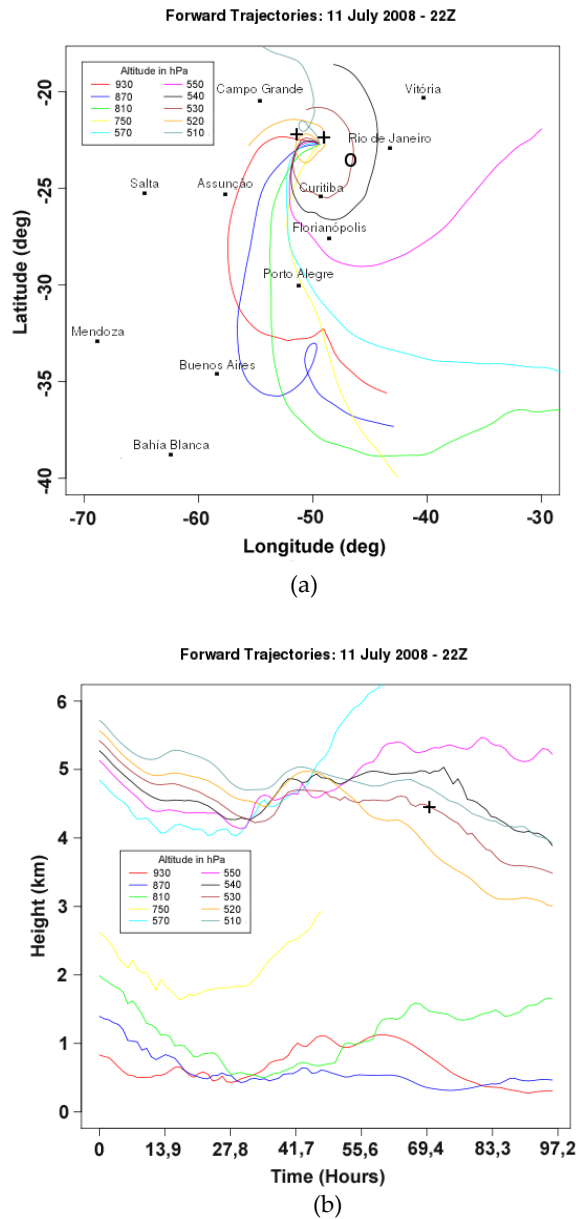 Forward Trajectories: 11 July 2008 - 22Z
Altitude in hPa
930 550
870 540
810 530
750 520
570 510
Campo Grande
Vitória
Rio de Janeiro
O
Salta
Assunção
Curitiba
Florianópolis
Porto Alegre
Mendoza
Buenos Aires
Bahía Blanca
Latitude (deg)
-20
-25
-30
-35
-40
-70 -60 -50 -40 -30
Longitude (deg)
(a)
Forward Trajectories: 11 July 2008 - 22Z
Height (km)
6
5
4
3
2
1
0
Altitude in hPa
930 550
870 540
810 530
750 520
570 510
0 13,9 27,8 41,7 55,6 69,4 83,3 97,2
Time (Hours)
(b)